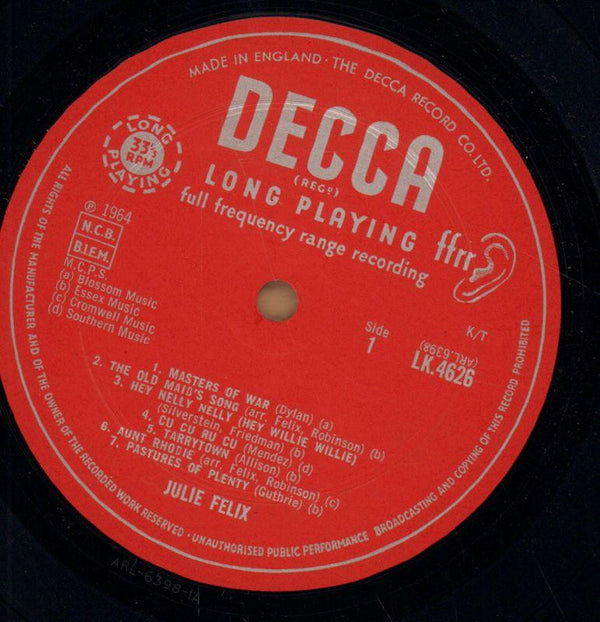 MADE IN ENGLAND · THE DECCA RECORD CO. LTD.
DECCA
(REGD)
LONG PLAYING
full frequency range recording
ffrr
LONG
33⅓
RPM
PLAYING
℗ 1964
N.C.B.
B.I.E.M.
M.C.P.S.
(a) Blossom Music
(b) Essex Music
(c) Cromwell Music
(d) Southern Music
K/T
(ARL.6398)
LK.4626
Side
1
1. MASTERS OF WAR (Dylan) (a)
2. THE OLD MAID'S SONG (arr. Felix, Robinson) (b)
3. HEY NELLY NELLY (HEY WILLIE WILLIE)
(Silverstein, Friedman) (b) (d)
4. CU CU RU CU (Mendez) (d)
5. TARRYTOWN (Allison) (b)
6. AUNT RHODIE (arr. Felix, Robinson) (c)
7. PASTURES OF PLENTY (Guthrie) (b)
JULIE FELIX
ALL RIGHTS OF THE MANUFACTURER AND OF THE OWNER OF THE RECORDED WORK RESERVED · UNAUTHORISED PUBLIC PERFORMANCE BROADCASTING AND COPYING OF THIS RECORD PROHIBITED
ARL-6398-1A